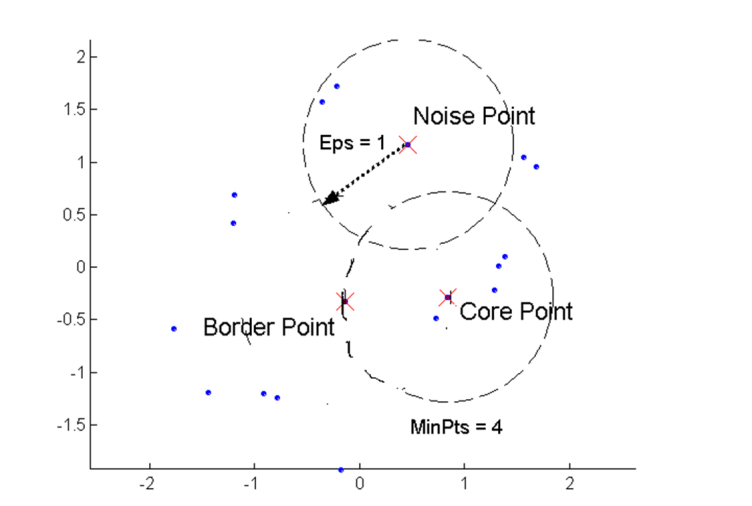 2
1.5
Noise Point
Eps = 1
1
0.5
0
Core Point
-0.5
Border Point
-1
-1.5
MinPts = 4
-2
-1
0
1
2